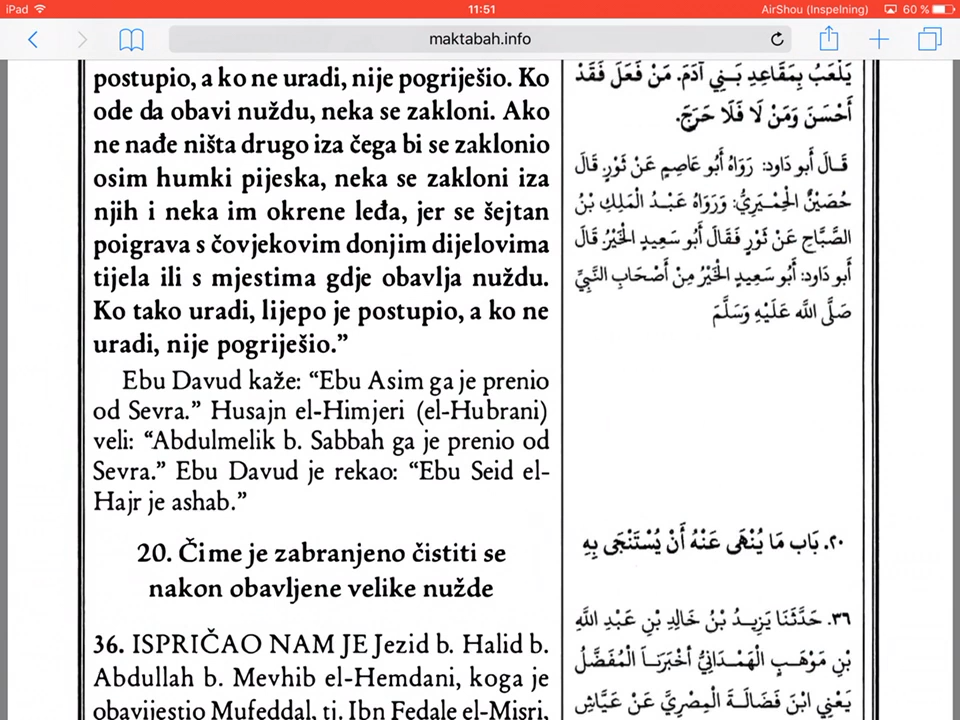 iPad 11:51 AirShou (Inspelning) 60 %
maktabah.info
postupio, a ko ne uradi, nije pogriješio. Ko
ode da obavi nuždu, neka se zakloni. Ako
ne nađe ništa drugo iza čega bi se zaklonio
osim humki pijeska, neka se zakloni iza
njih i neka im okrene leđa, jer se šejtan
poigrava s čovjekovim donjim dijelovima
tijela ili s mjestima gdje obavlja nuždu.
Ko tako uradi, lijepo je postupio, a ko ne
uradi, nije pogriješio.”
Ebu Davud kaže: “Ebu Asim ga je prenio
od Sevra.” Husajn el-Himjeri (el-Hubrani)
veli: “Abdulmelik b. Sabbah ga je prenio od
Sevra.” Ebu Davud je rekao: “Ebu Seid el-
Hajr je ashab.”
20. Čime je zabranjeno čistiti se
nakon obavljene velike nužde
36. ISPRIČAO NAM JE Jezid b. Halid b.
Abdullah b. Mevhib el-Hemdani, koga je
obavijestio Mufeddal, tj. Ibn Fedale el-Misri,
يَلْعَبُ بِمَقَاعِدِ بَنِي آدَمَ. مَنْ فَعَلَ فَقَدْ
أَحْسَنَ وَمَنْ لَا فَلَا حَرَجَ.
قَالَ أَبو دَاود: رَوَاهُ أَبُو عَاصِمٍ عَنْ ثَوْرٍ. قَالَ
حُصَيْنٌ الْحِمْيَرِيُّ: وَرَوَاهُ عَبْدُ الْمَلِكِ بْنُ
الصَّبَّاحِ عَنْ ثَوْرٍ فَقَالَ أَبُو سَعِيدٍ الْخَيْرُ. قَالَ
أَبو دَاود: أَبُو سَعِيدٍ الْخَيْرُ مِنْ أَصْحَابِ النَّبِيِّ
صَلَّى اللَّه عَلَيْهِ وَسَلَّمَ
٢٠. بَاب مَا يُنْهَى عَنْهُ أَنْ يُسْتَنْجَى بِهِ
٣٦. حَدَّثَنَا يَزِيدُ بْنُ خَالِدِ بْنِ عَبْدِ اللَّهِ
بْنِ مَوْهَبٍ الْهَمْدَانِيُّ أَخْبَرَنَا الْمُفَضَّلُ
يَعْنِي ابْنَ فَضَالَةَ الْمِصْرِيَّ عَنْ عَيَّاشِ